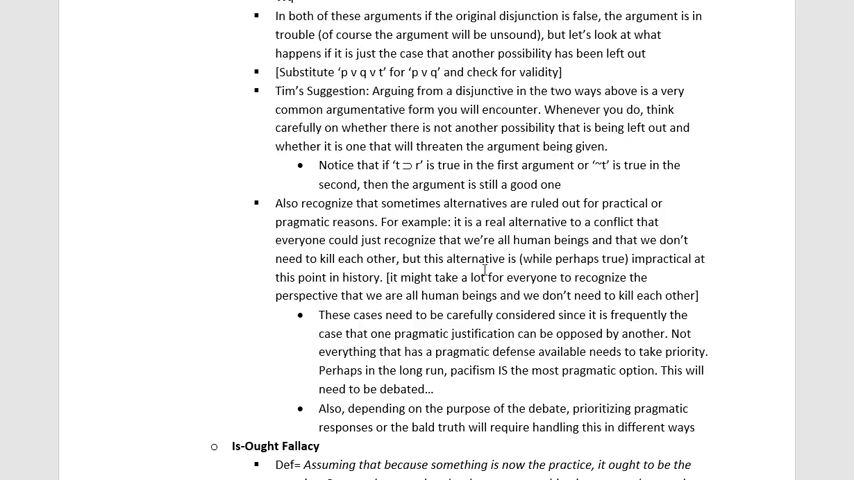 In both of these arguments if the original disjunction is false, the argument is in
trouble (of course the argument will be unsound), but let's look at what
happens if it is just the case that another possibility has been left out
[Substitute 'p v q v t' for 'p v q' and check for validity]
Tim's Suggestion: Arguing from a disjunctive in the two ways above is a very
common argumentative form you will encounter. Whenever you do, think
carefully on whether there is not another possibility that is being left out and
whether it is one that will threaten the argument being given.
Notice that if 't ⊃ r' is true in the first argument or '~t' is true in the
second, then the argument is still a good one
Also recognize that sometimes alternatives are ruled out for practical or
pragmatic reasons. For example: it is a real alternative to a conflict that
everyone could just recognize that we're all human beings and that we don't
need to kill each other, but this alternative is (while perhaps true) impractical at
this point in history. [it might take a lot for everyone to recognize the
perspective that we are all human beings and we don't need to kill each other]
These cases need to be carefully considered since it is frequently the
case that one pragmatic justification can be opposed by another. Not
everything that has a pragmatic defense available needs to take priority.
Perhaps in the long run, pacifism IS the most pragmatic option. This will
need to be debated…
Also, depending on the purpose of the debate, prioritizing pragmatic
responses or the bald truth will require handling this in different ways
Is-Ought Fallacy
Def= Assuming that because something is now the practice, it ought to be the